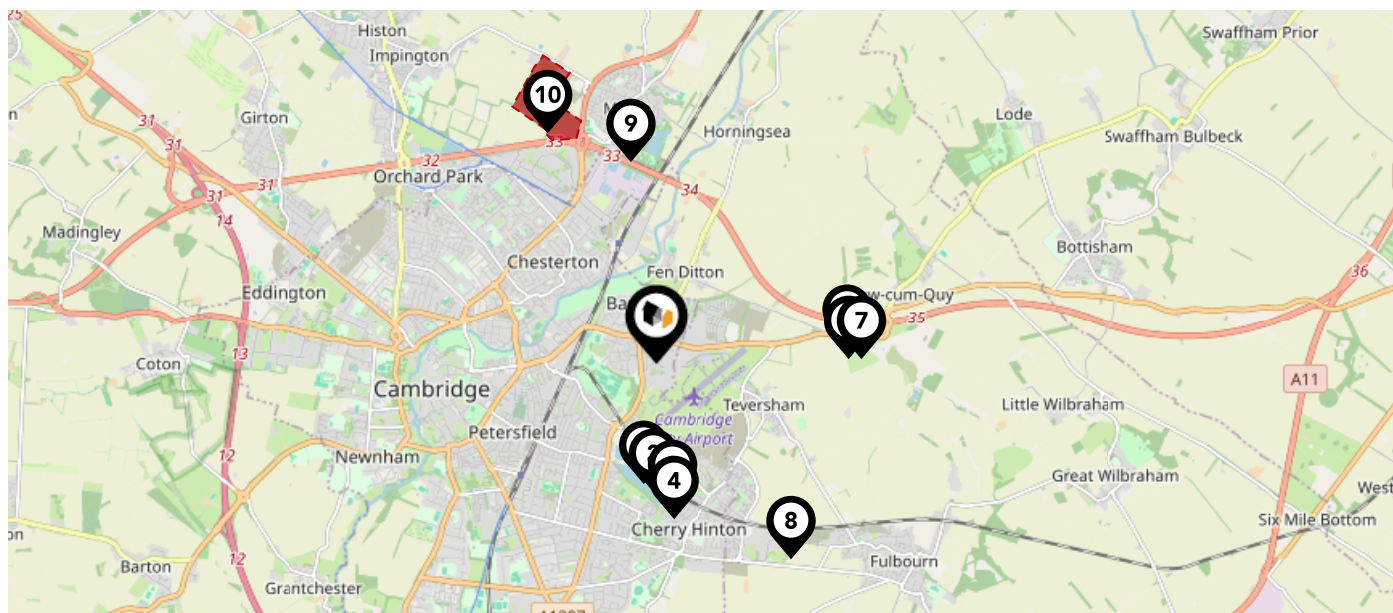 25
Histon
Swaffham Prior
Impington
10
Girton
31
9
Lode
Horningsea
Swaffham Bulbeck
31
33
33
32
Orchard Park
31
34
31
14
Madingley
Bottisham
Chesterton
Fen Ditton
36
Eddington
7
35
13
Coton
A11
Cambridge
Teversham
Little Wilbraham
Cambridge
Airport
Petersfield
12
Newnham
4
Great Wilbraham
8
Six Mile Bottom
Cherry Hinton
12
Fulbourn
Barton
Grantchester